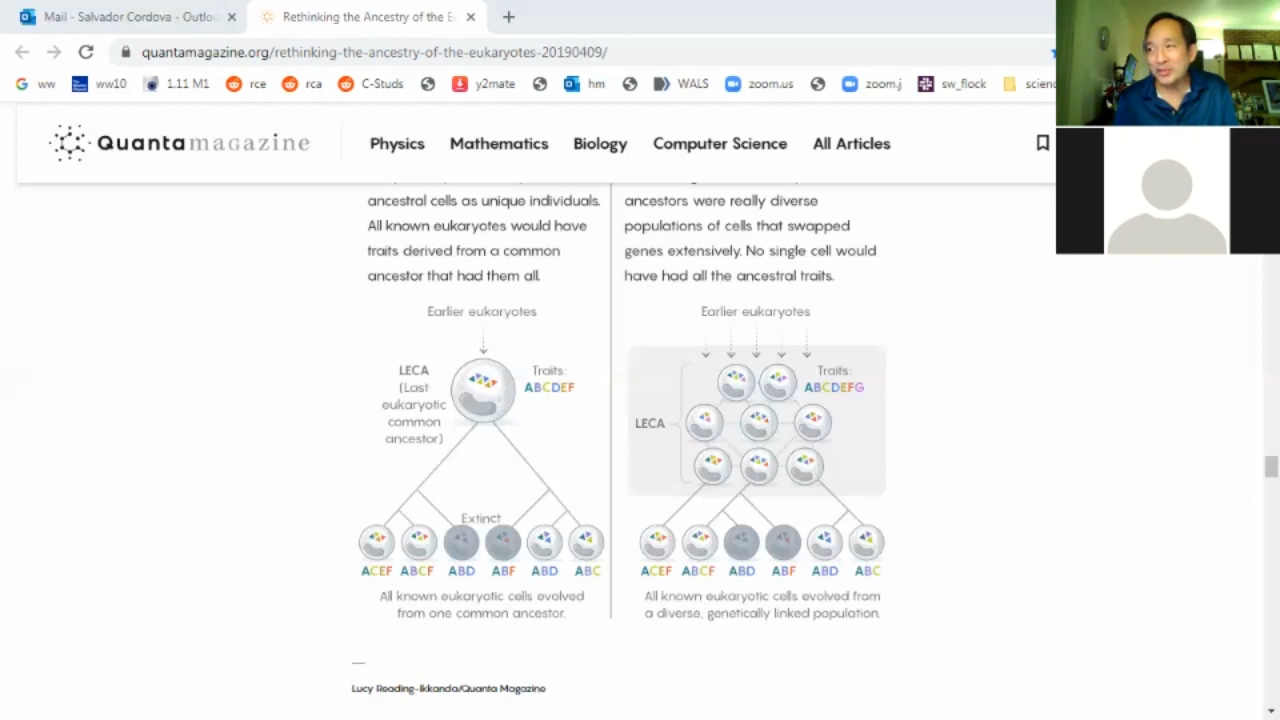 Mail - Salvador Cordova - Outlo
Rethinking the Ancestry of the E
quantamagazine.org/rethinking-the-ancestry-of-the-eukaryotes-20190409/
ww
ww10
1.11 M1
rce
rca
C-Studs
y2mate
hm
WALS
zoom.us
zoom.j
sw_flock
scienc
Quantamagazine
Physics
Mathematics
Biology
Computer Science
All Articles
ancestral cells as unique individuals.
All known eukaryotes would have
traits derived from a common
ancestor that had them all.
Earlier eukaryotes
LECA
(Last
eukaryotic
common
ancestor)
Traits:
ABCDEF
Extinct
ACEF ABCF ABD ABF ABD ABC
All known eukaryotic cells evolved
from one common ancestor.
ancestors were really diverse
populations of cells that swapped
genes extensively. No single cell would
have had all the ancestral traits.
Earlier eukaryotes
Traits:
ABCDEFG
LECA
ACEF ABCF ABD ABF ABD ABC
All known eukaryotic cells evolved from
a diverse, genetically linked population.
Lucy Reading-Ikkanda/Quanta Magazine